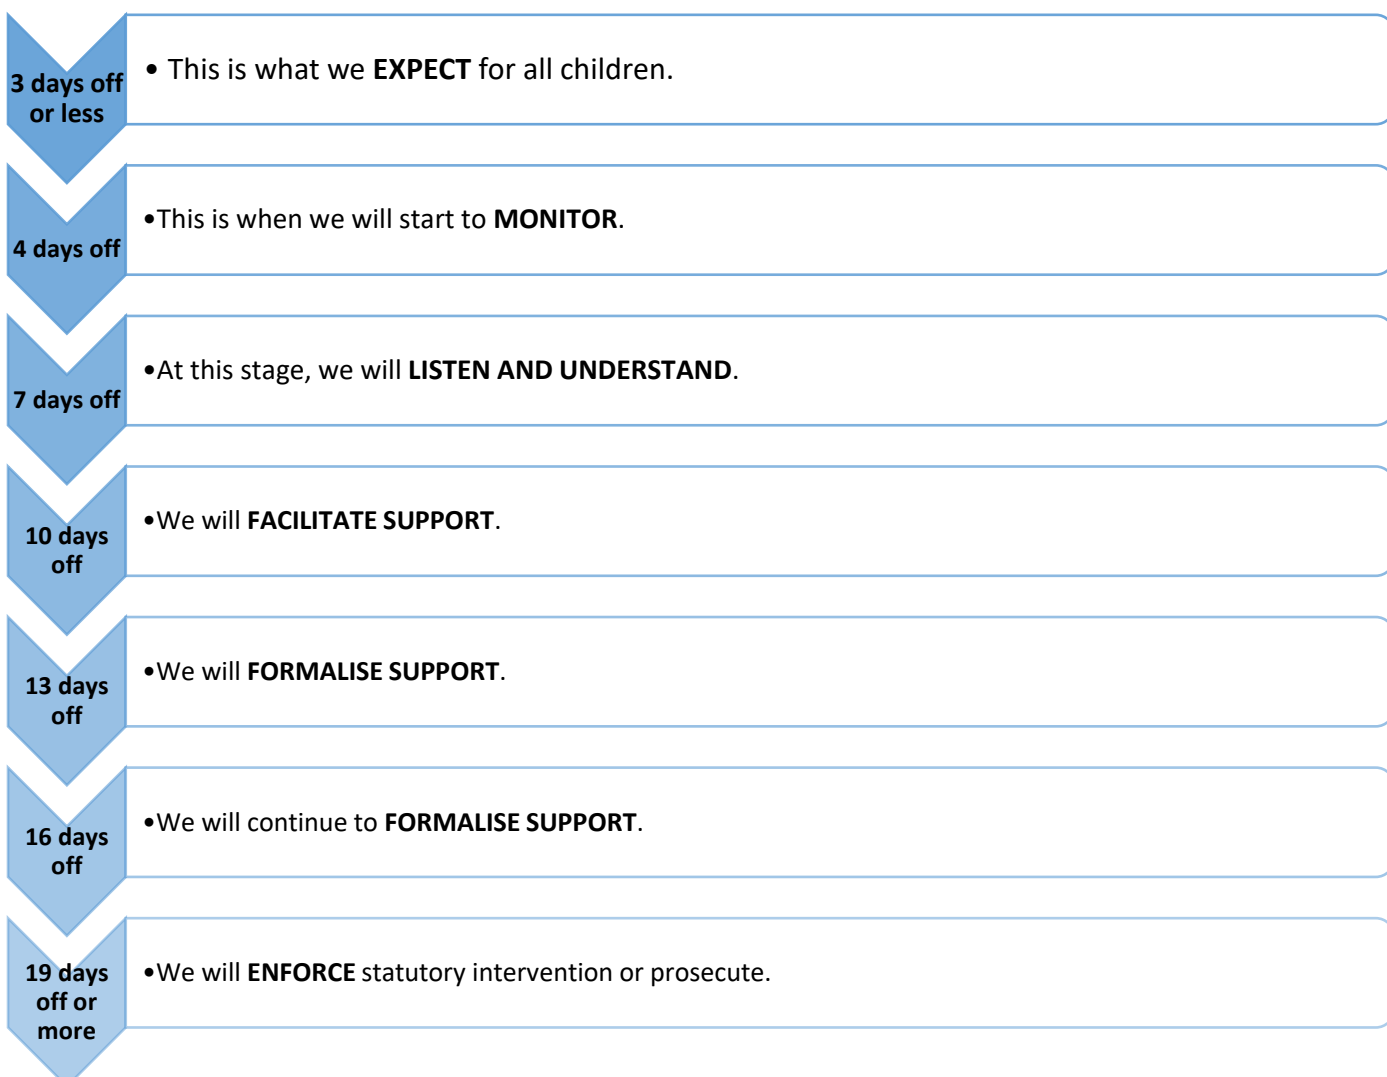 3 days off
or less
• This is what we EXPECT for all children.
4 days off
•This is when we will start to MONITOR.
7 days off
•At this stage, we will LISTEN AND UNDERSTAND.
10 days
off
•We will FACILITATE SUPPORT.
13 days
off
•We will FORMALISE SUPPORT.
16 days
off
•We will continue to FORMALISE SUPPORT.
19 days
off or
more
•We will ENFORCE statutory intervention or prosecute.